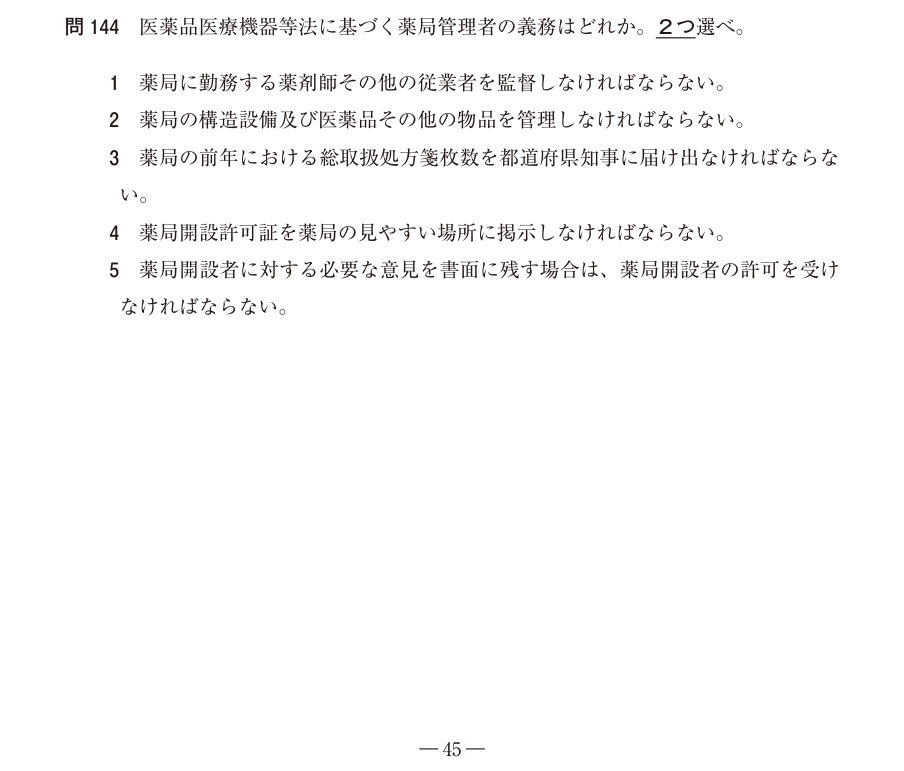 問 144　医薬品医療機器等法に基づく薬局管理者の義務はどれか。２つ選べ。
1　薬局に勤務する薬剤師その他の従業者を監督しなければならない。
2　薬局の構造設備及び医薬品その他の物品を管理しなければならない。
3　薬局の前年における総取扱処方箋枚数を都道府県知事に届け出なければならな
い。
4　薬局開設許可証を薬局の見やすい場所に掲示しなければならない。
5　薬局開設者に対する必要な意見を書面に残す場合は、薬局開設者の許可を受け
なければならない。
― 45 ―